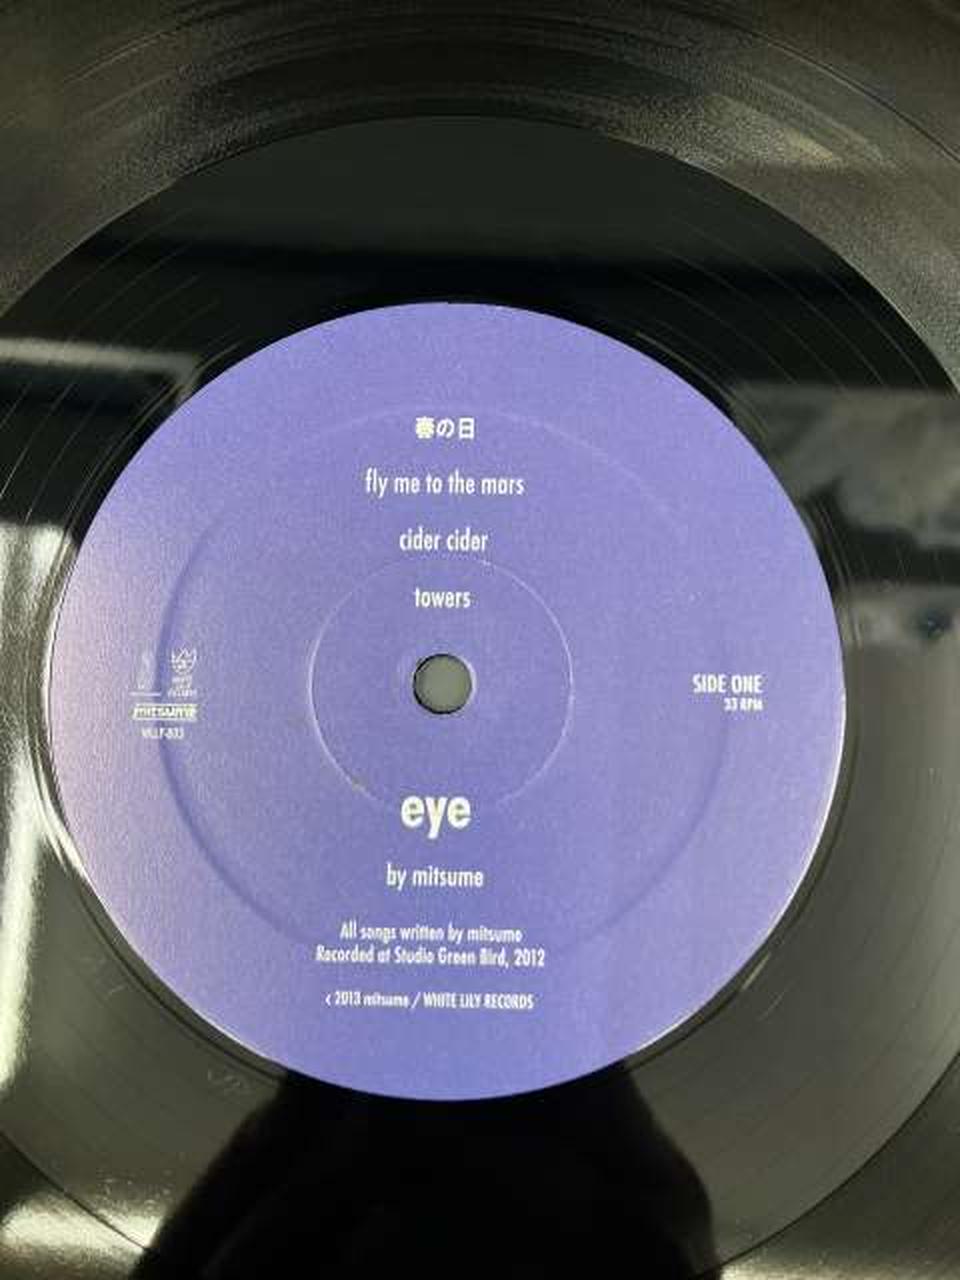 春の日
fly me to the mars
cider cider
towers
SIDE ONE
33 RPM
eye
by mitsume
All songs written by mitsume
Recorded at Studio Green Bird, 2012
c 2013 mitsume / WHITE LILY RECORDS